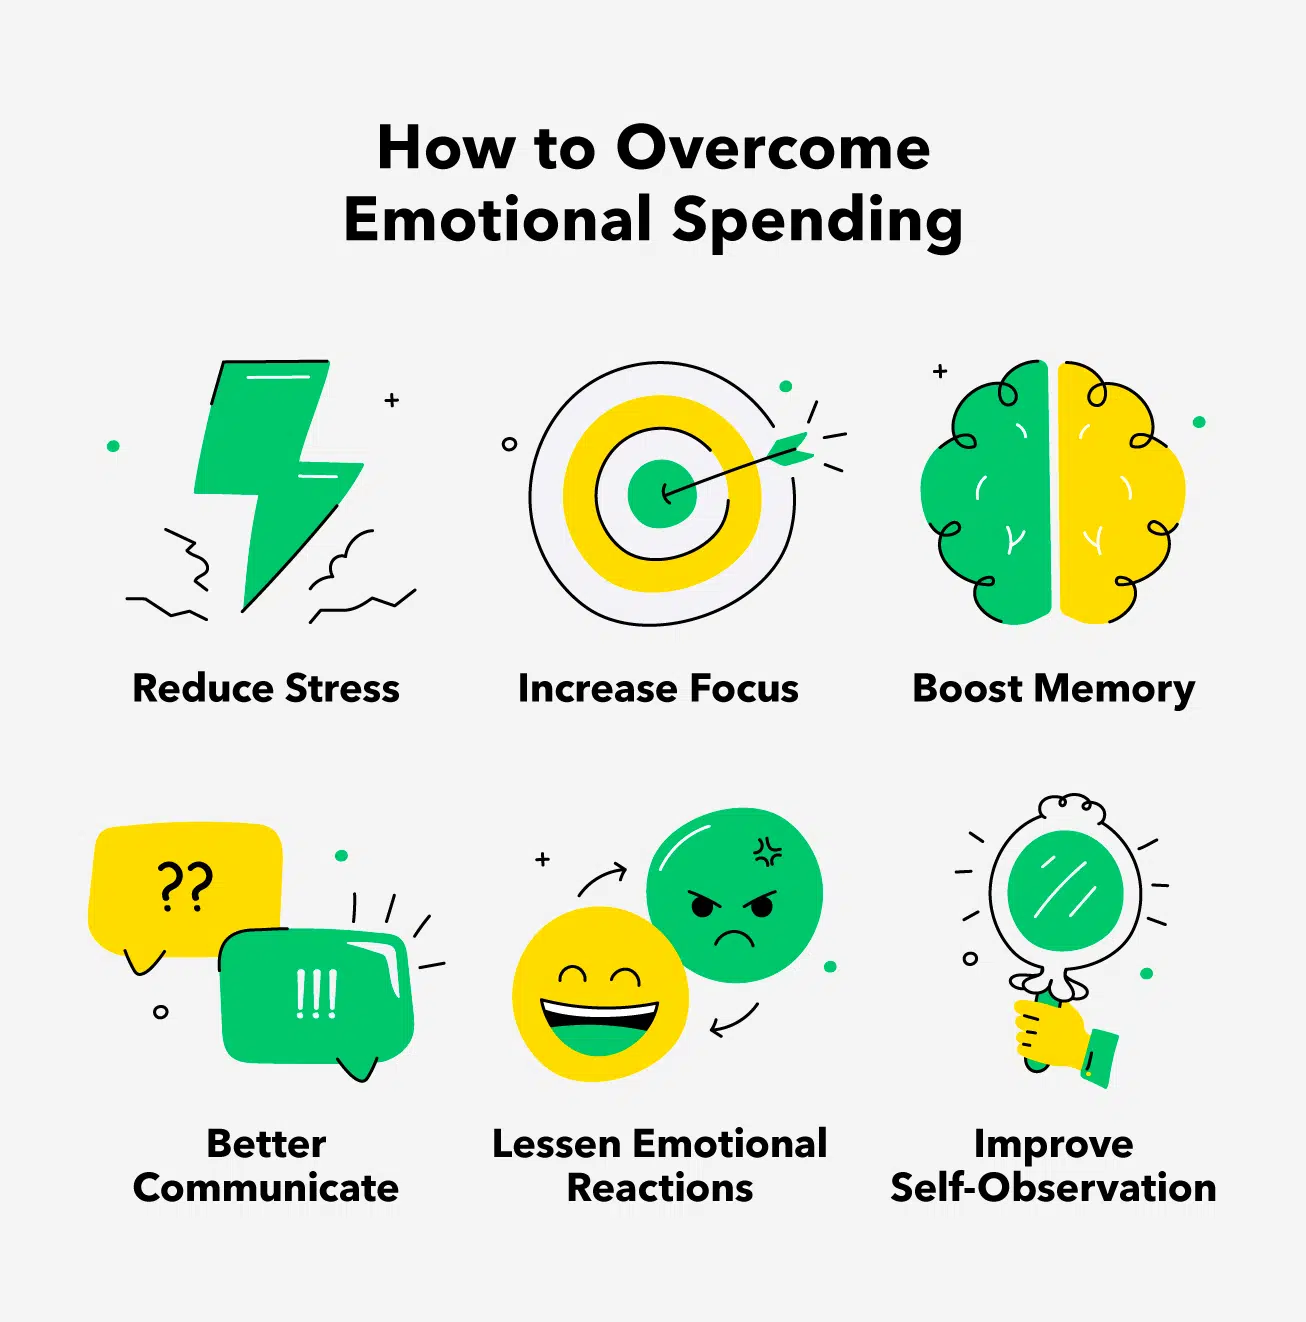 How to Overcome
Emotional Spending
Reduce Stress
Increase Focus
Boost Memory
??
!!!
Better
Communicate
Lessen Emotional
Reactions
Improve
Self-Observation